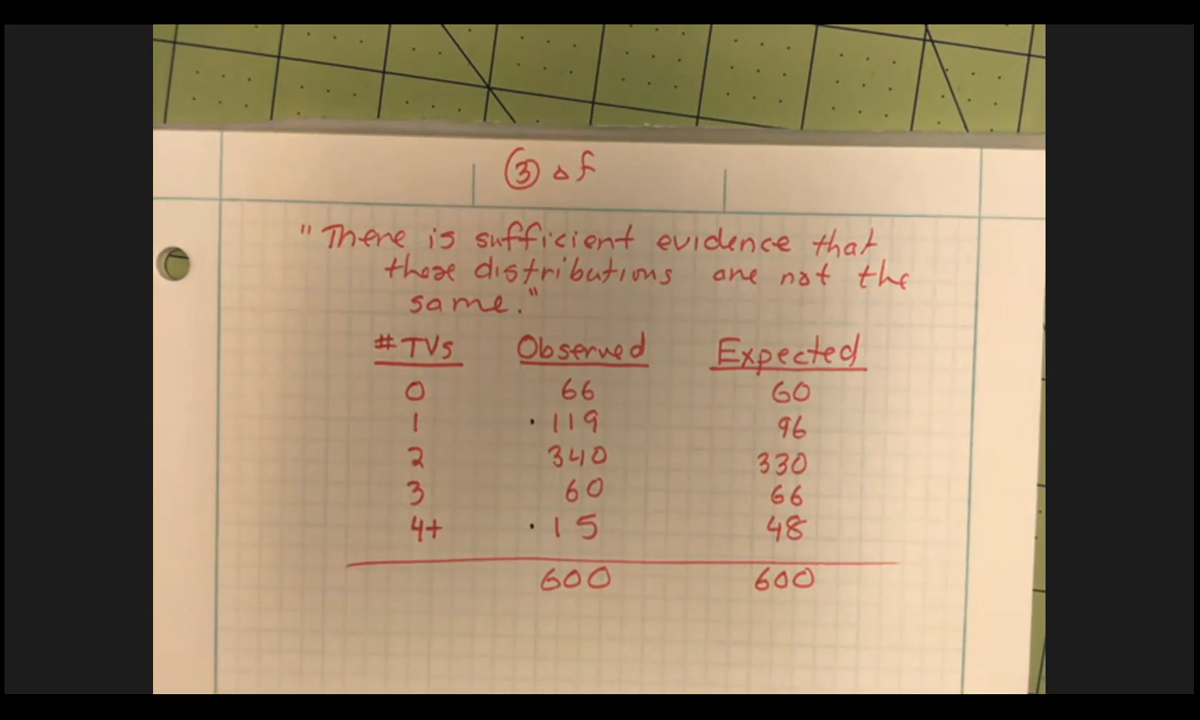 ③ of
"There is sufficient evidence that
these distributions are not the
same."
#TVs Observed Expected
0 66 60
1 119 96
2 340 330
3 60 66
4+ 15 48
600 600